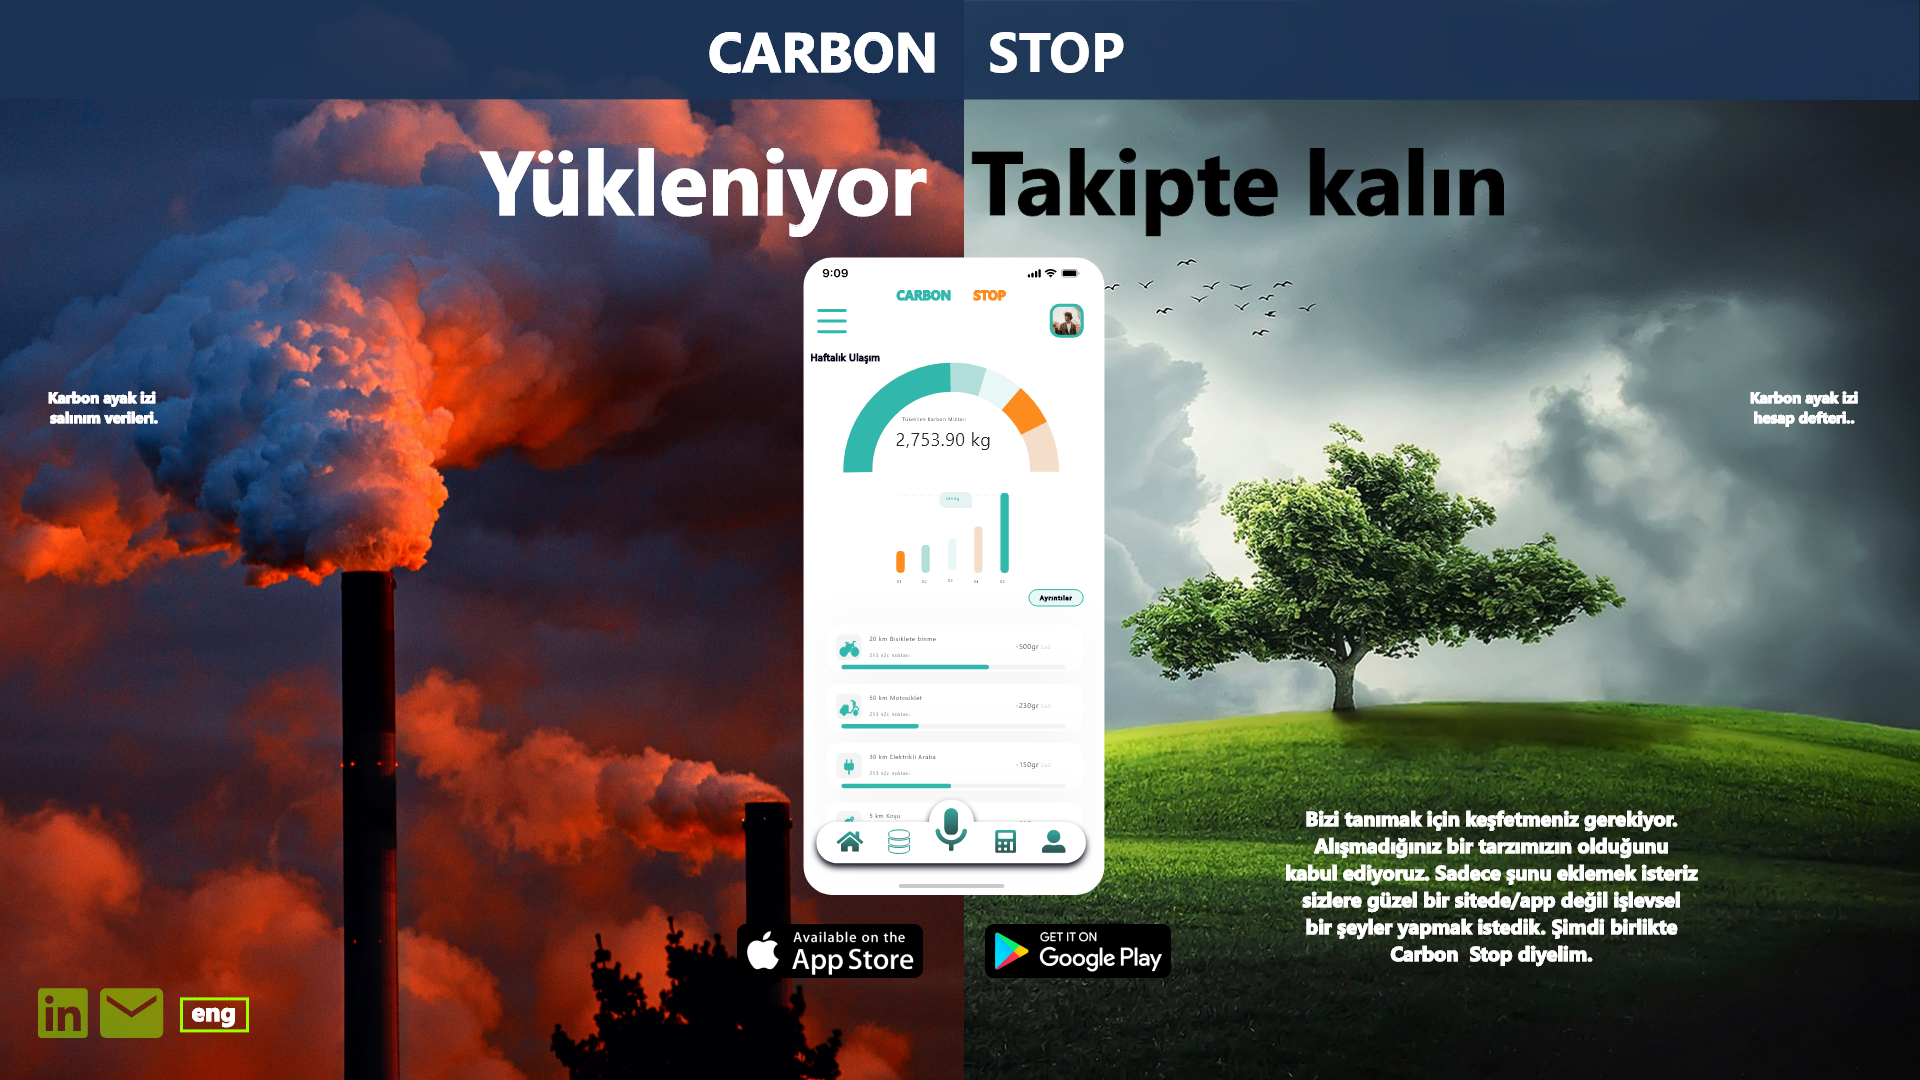 CARBON STOP
Yükleniyor Takipte kalın
9:09
CARBON STOP
Haftalık Ulaşım
Karbon ayak izi
salınım verileri.
Karbon ayak izi
hesap defteri..
Tüketilen Karbon Miktarı
2,753.90 kg
Ayrıntılar
20 km Bisiklete binme
-500gr
50 km Motosiklet
-230gr
30 km Elektrikli Araba
-150gr
5 km Koşu
Bizi tanımak için keşfetmeniz gerekiyor.
Alışmadığınız bir tarzımızın olduğunu
kabul ediyoruz. Sadece şunu eklemek isteriz
sizlere güzel bir sitede/app değil işlevsel
bir şeyler yapmak istedik. Şimdi birlikte
Carbon Stop diyelim.
Available on the
App Store
GET IT ON
Google Play
in
eng